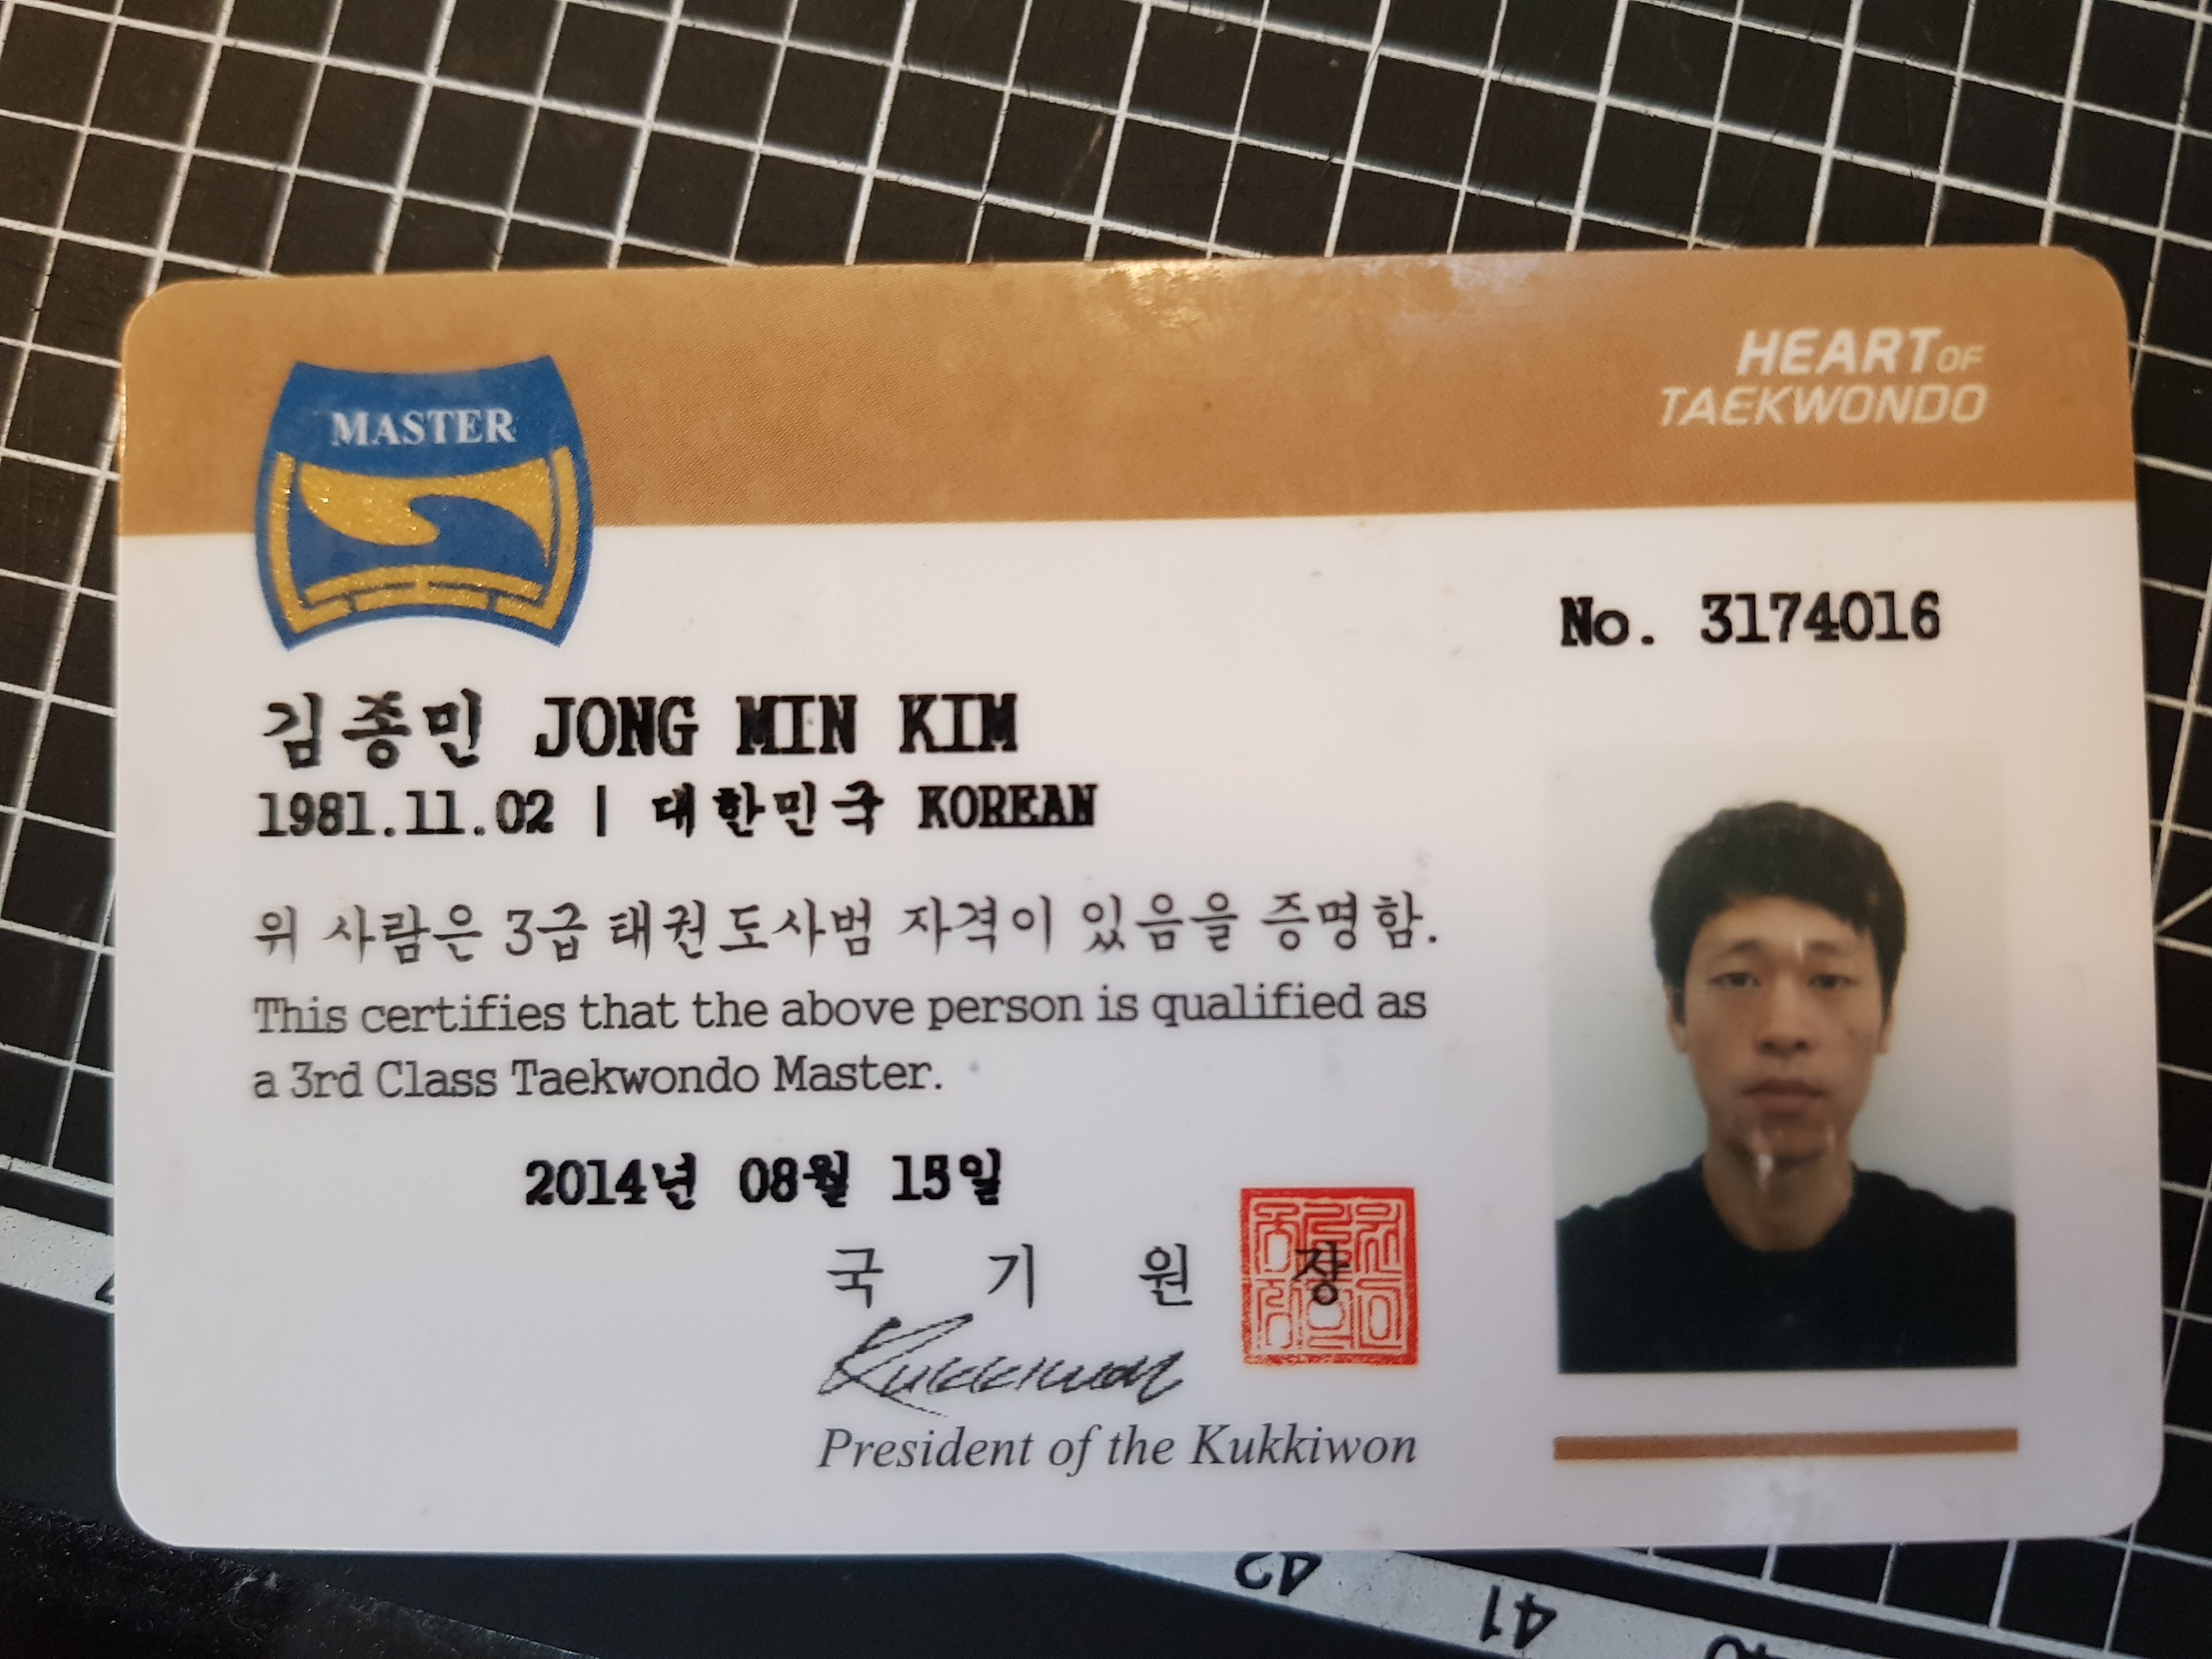 MASTER
HEART OF
TAEKWONDO
No. 3174016
김종민 JONG MIN KIM
1981.11.02 | 대한민국 KOREAN
위 사람은 3급 태권도사범 자격이 있음을 증명함.
This certifies that the above person is qualified as
a 3rd Class Taekwondo Master.
2014년 08월 15일
국 기 원 장
Kukkiwon
President of the Kukkiwon
42
41